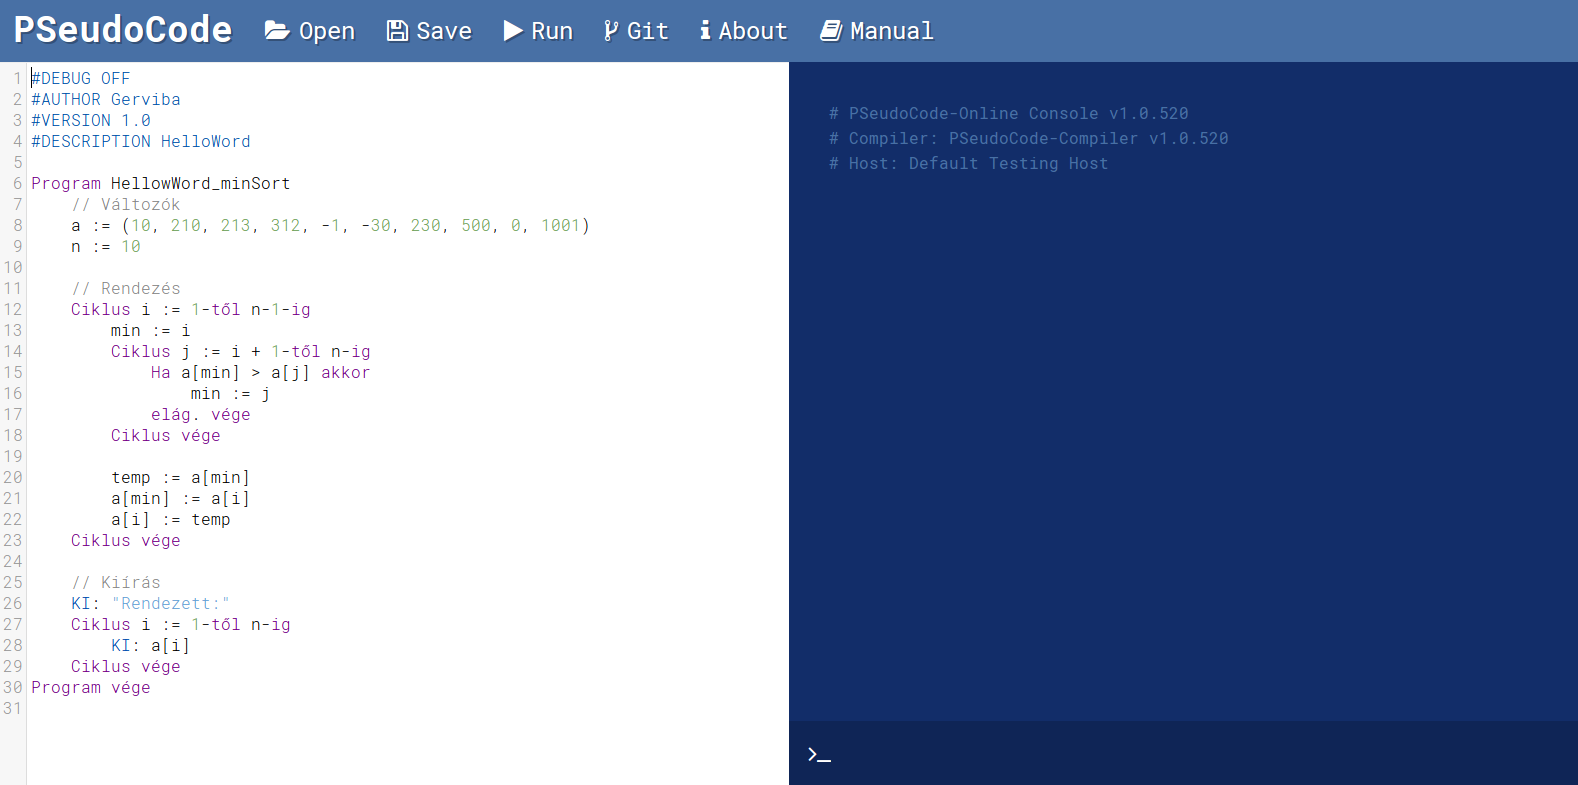 PSeudoCode Open Save Run Git About Manual
1 #DEBUG OFF
2 #AUTHOR Gerviba
3 #VERSION 1.0
4 #DESCRIPTION HelloWord
5
6 Program HellowWord_minSort
7 // Változók
8 a := (10, 210, 213, 312, -1, -30, 230, 500, 0, 1001)
9 n := 10
10
11 // Rendezés
12 Ciklus i := 1-től n-1-ig
13 min := i
14 Ciklus j := i + 1-től n-ig
15 Ha a[min] > a[j] akkor
16 min := j
17 elág. vége
18 Ciklus vége
19
20 temp := a[min]
21 a[min] := a[i]
22 a[i] := temp
23 Ciklus vége
24
25 // Kiírás
26 KI: "Rendezett:"
27 Ciklus i := 1-től n-ig
28 KI: a[i]
29 Ciklus vége
30 Program vége
31
# PSeudoCode-Online Console v1.0.520
# Compiler: PSeudoCode-Compiler v1.0.520
# Host: Default Testing Host
>_